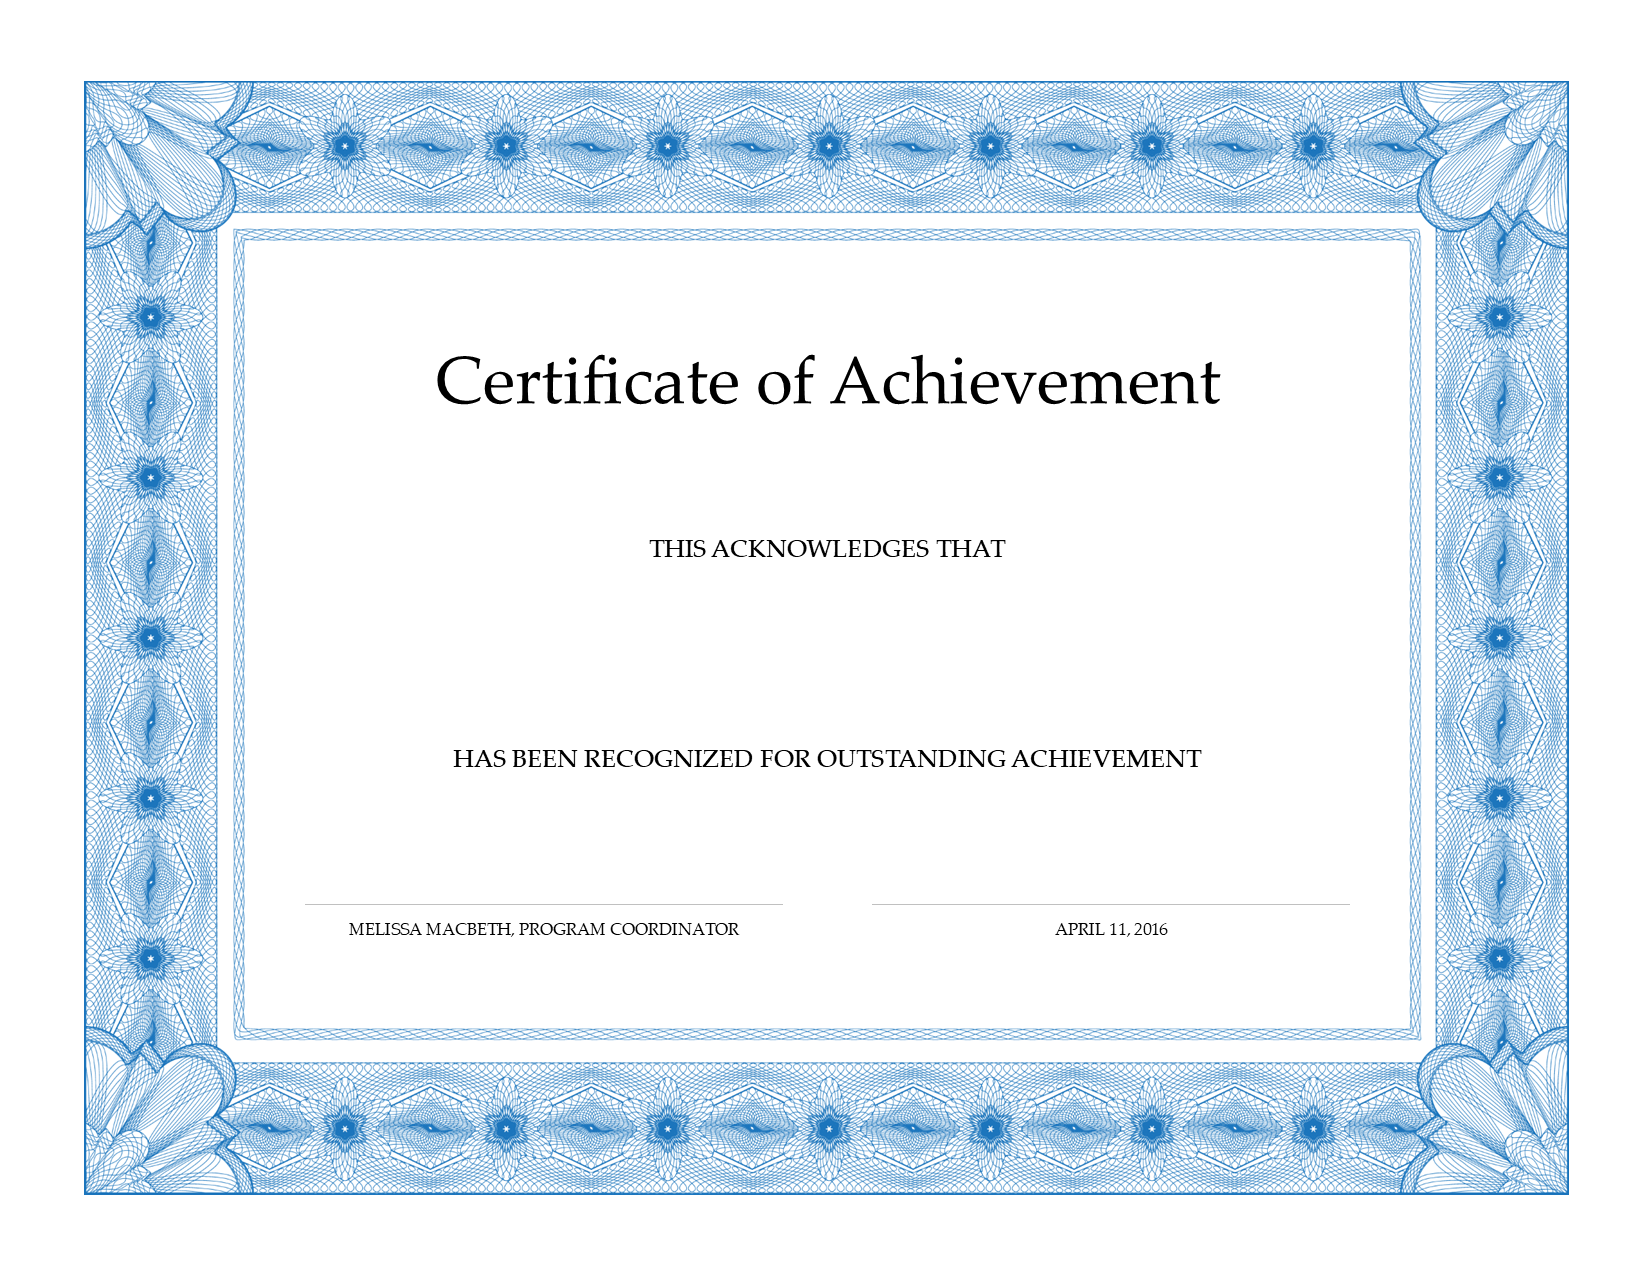 Certificate of Achievement
THIS ACKNOWLEDGES THAT
HAS BEEN RECOGNIZED FOR OUTSTANDING ACHIEVEMENT
MELISSA MACBETH, PROGRAM COORDINATOR
APRIL 11, 2016